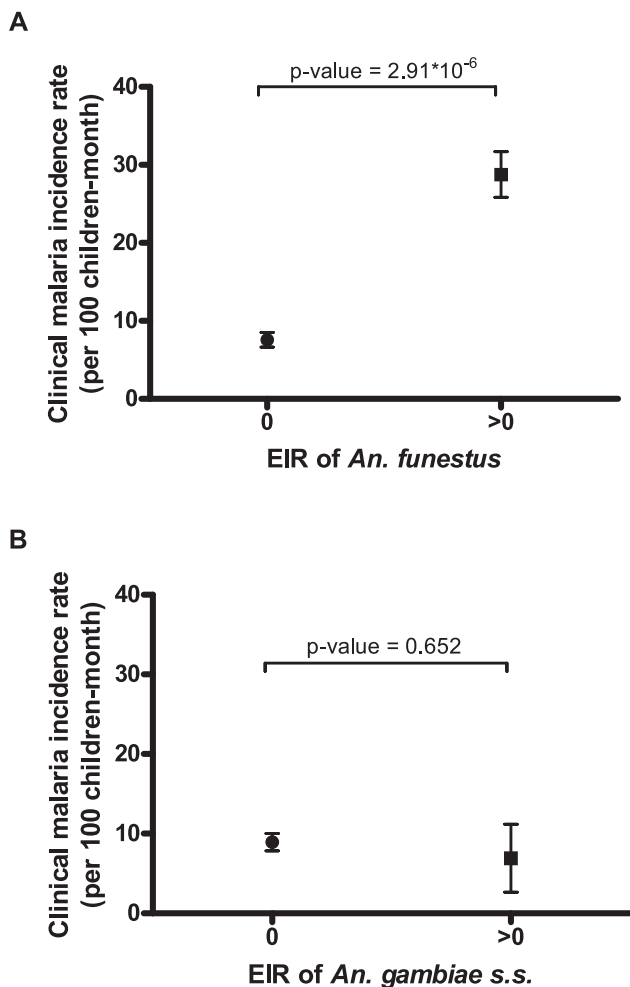 A
p-value = 2.91*10-6
Clinical malaria incidence rate
(per 100 children-month)
40
30
20
10
0
0
>0
EIR of An. funestus
B
p-value = 0.652
Clinical malaria incidence rate
(per 100 children-month)
40
30
20
10
0
0
>0
EIR of An. gambiae s.s.